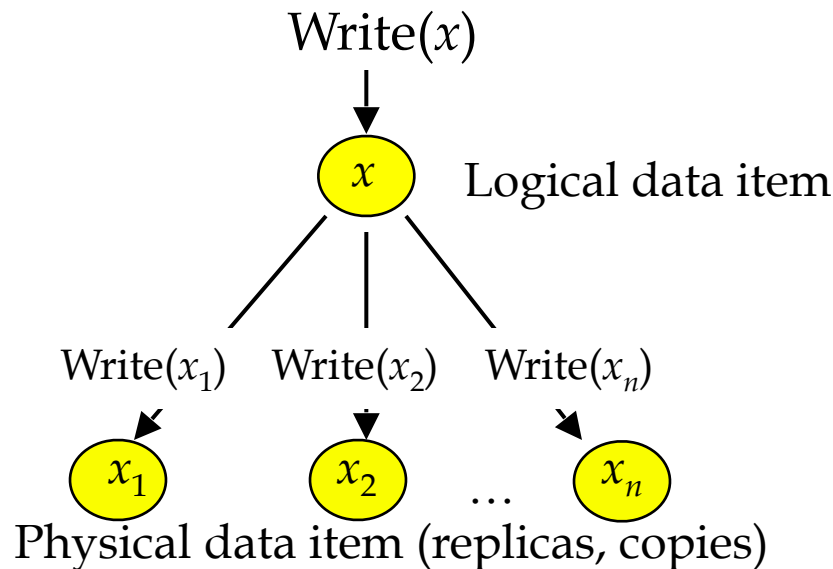 Write(x)
x Logical data item
Write(x₁) Write(x₂) Write(xₙ)
x₁ x₂ … xₙ
Physical data item (replicas, copies)